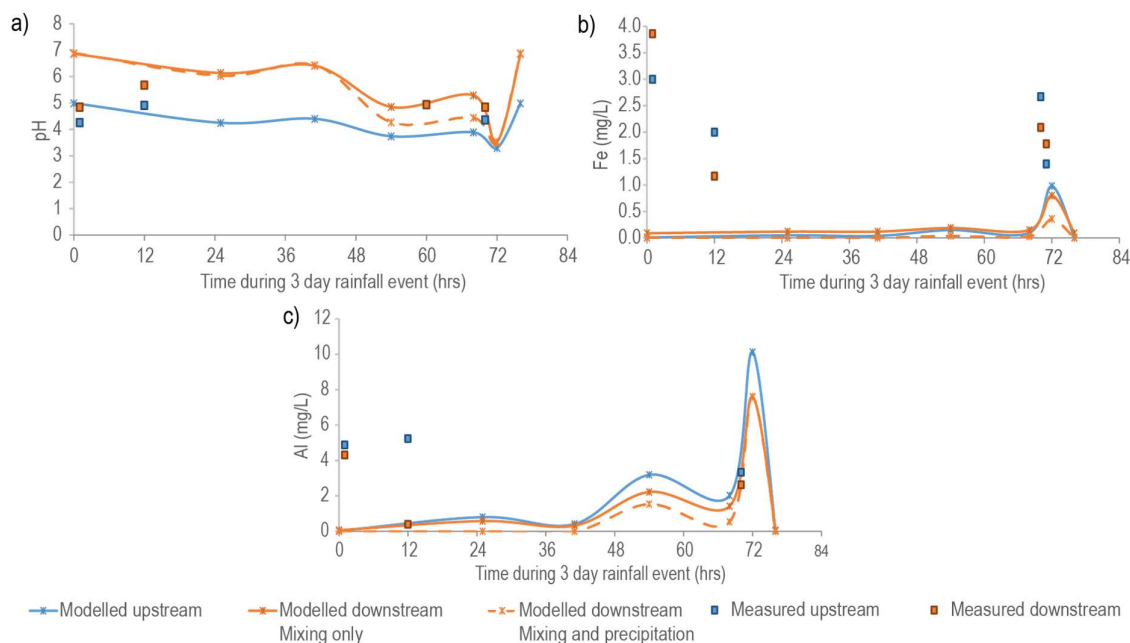 a)
8
7
6
5
4
3
2
1
0
pH
0 12 24 36 48 60 72 84
Time during 3 day rainfall event (hrs)
b)
4.0
3.5
3.0
2.5
2.0
1.5
1.0
0.5
0.0
Fe (mg/L)
0 12 24 36 48 60 72 84
Time during 3 day rainfall event (hrs)
c)
12
10
8
6
4
2
0
Al (mg/L)
0 12 24 36 48 60 72 84
Time during 3 day rainfall event (hrs)
Modelled upstream
Modelled downstream
Mixing only
Modelled downstream
Mixing and precipitation
Measured upstream
Measured downstream